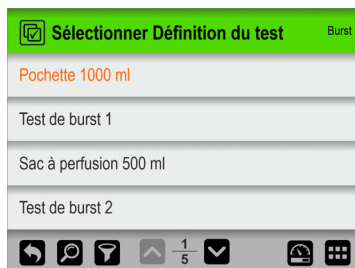 Sélectionner Définition du test
Burst
Pochette 1000 ml
Test de burst 1
Sac à perfusion 500 ml
Test de burst 2
1
5